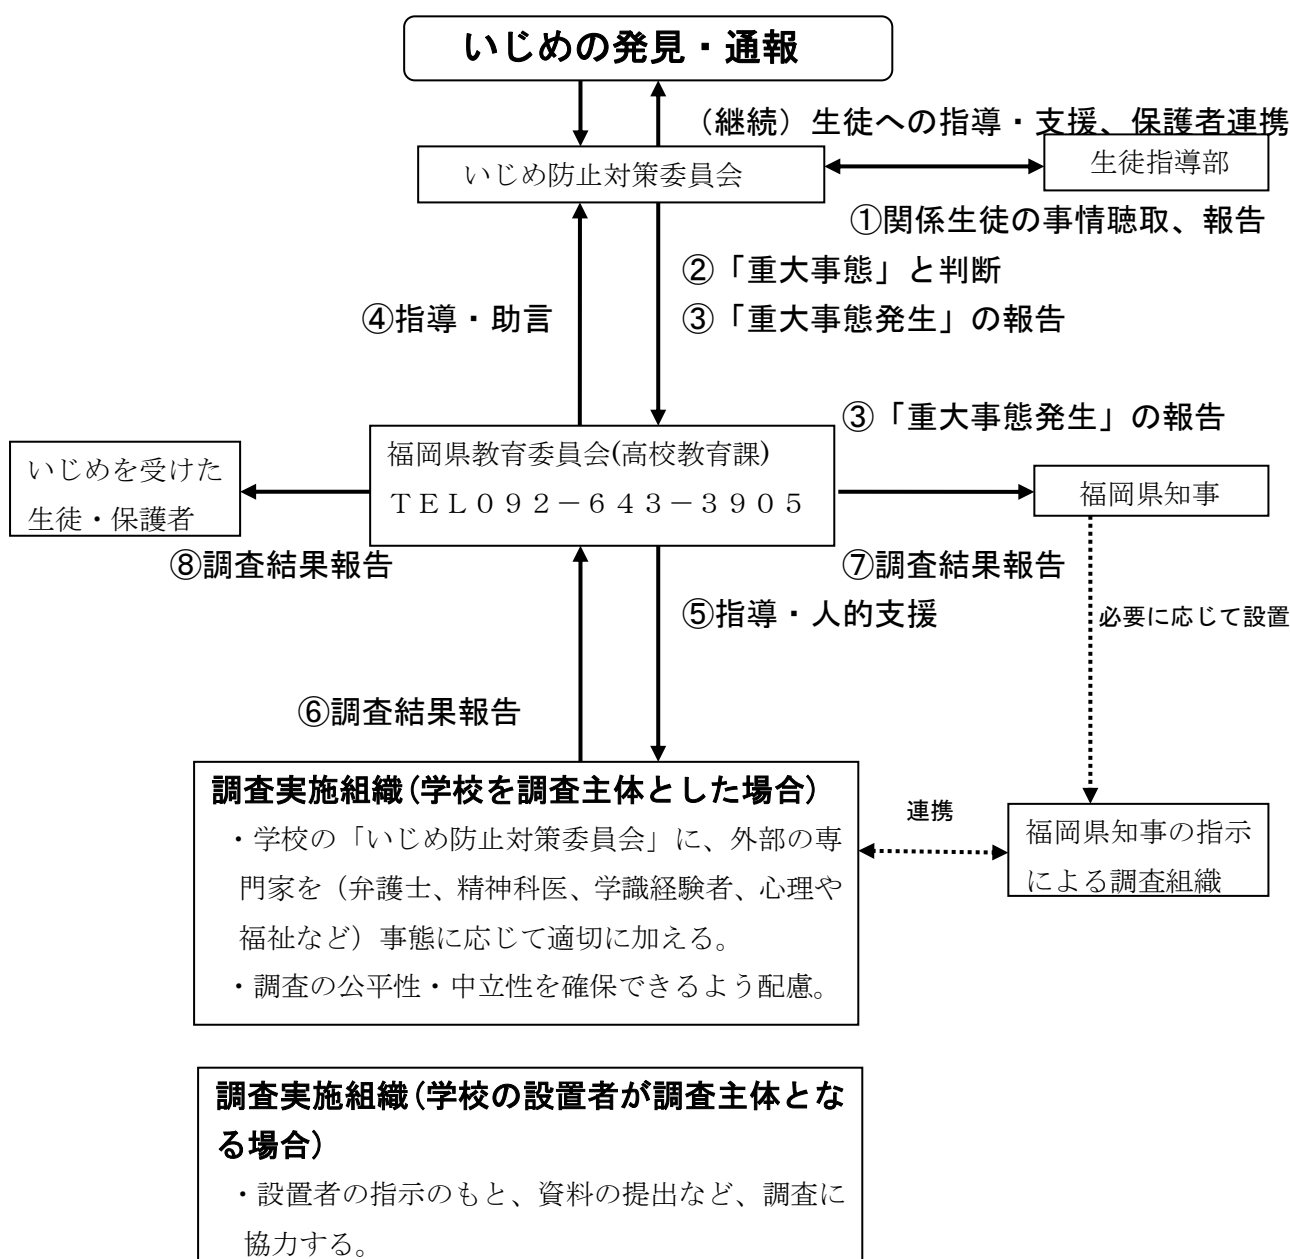 いじめの発見・通報
（継続）生徒への指導・支援、保護者連携
いじめ防止対策委員会
生徒指導部
①関係生徒の事情聴取、報告
②「重大事態」と判断
④指導・助言
③「重大事態発生」の報告
③「重大事態発生」の報告
いじめを受けた
生徒・保護者
福岡県教育委員会(高校教育課)
ＴＥＬ０９２－６４３－３９０５
福岡県知事
⑧調査結果報告
⑦調査結果報告
⑤指導・人的支援
必要に応じて設置
⑥調査結果報告
調査実施組織(学校を調査主体とした場合)
・学校の「いじめ防止対策委員会」に、外部の専
門家を（弁護士、精神科医、学識経験者、心理や
福祉など）事態に応じて適切に加える。
・調査の公平性・中立性を確保できるよう配慮。
連携
福岡県知事の指示
による調査組織
調査実施組織(学校の設置者が調査主体とな
る場合)
・設置者の指示のもと、資料の提出など、調査に
協力する。